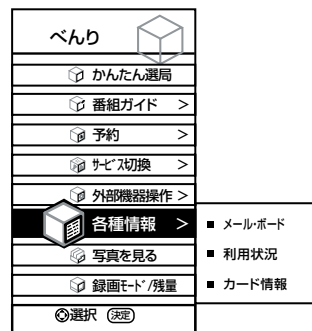 べんり
かんたん選局
番組ガイド >
予約 >
ｻｰﾋﾞｽ切換 >
外部機器操作 >
各種情報 >
写真を見る
録画ﾓｰﾄﾞ/残量
選択 決定
■ メール･ボード
■ 利用状況
■ カード情報